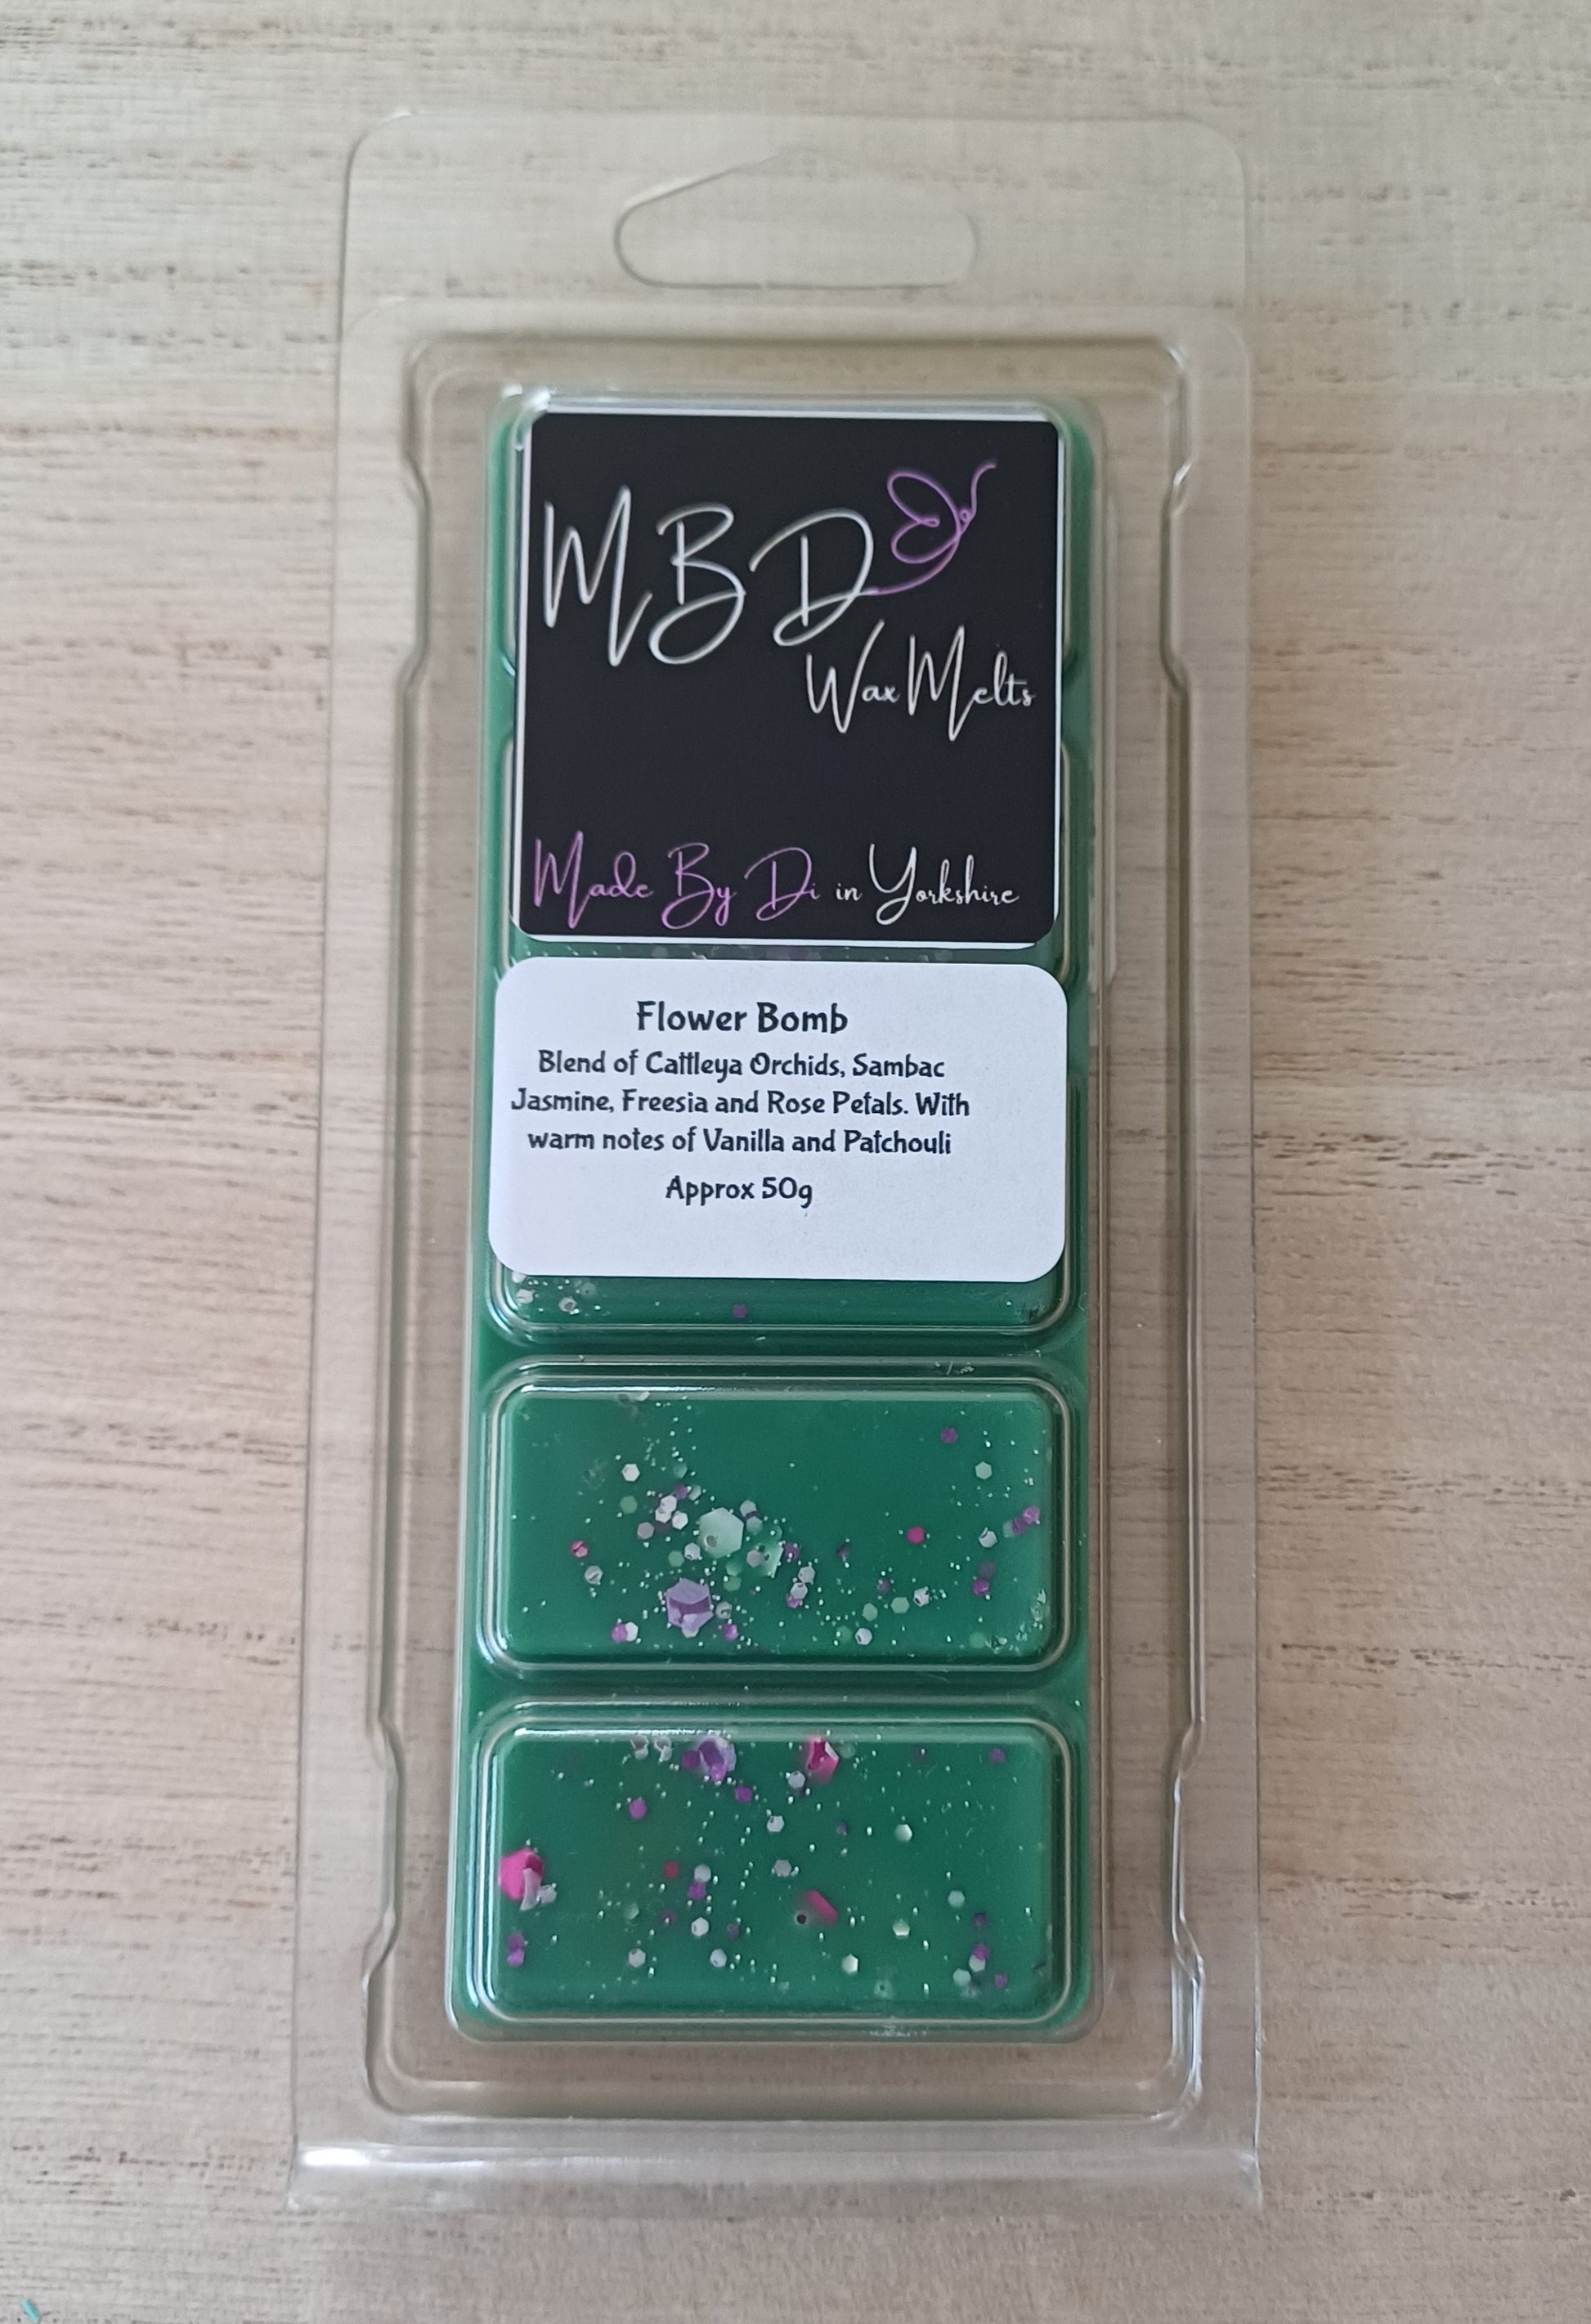 MBD
Wax Melts
Made By Di in Yorkshire
Flower Bomb
Blend of Cattleya Orchids, Sambac
Jasmine, Freesia and Rose Petals. With
warm notes of Vanilla and Patchouli
Approx 50g